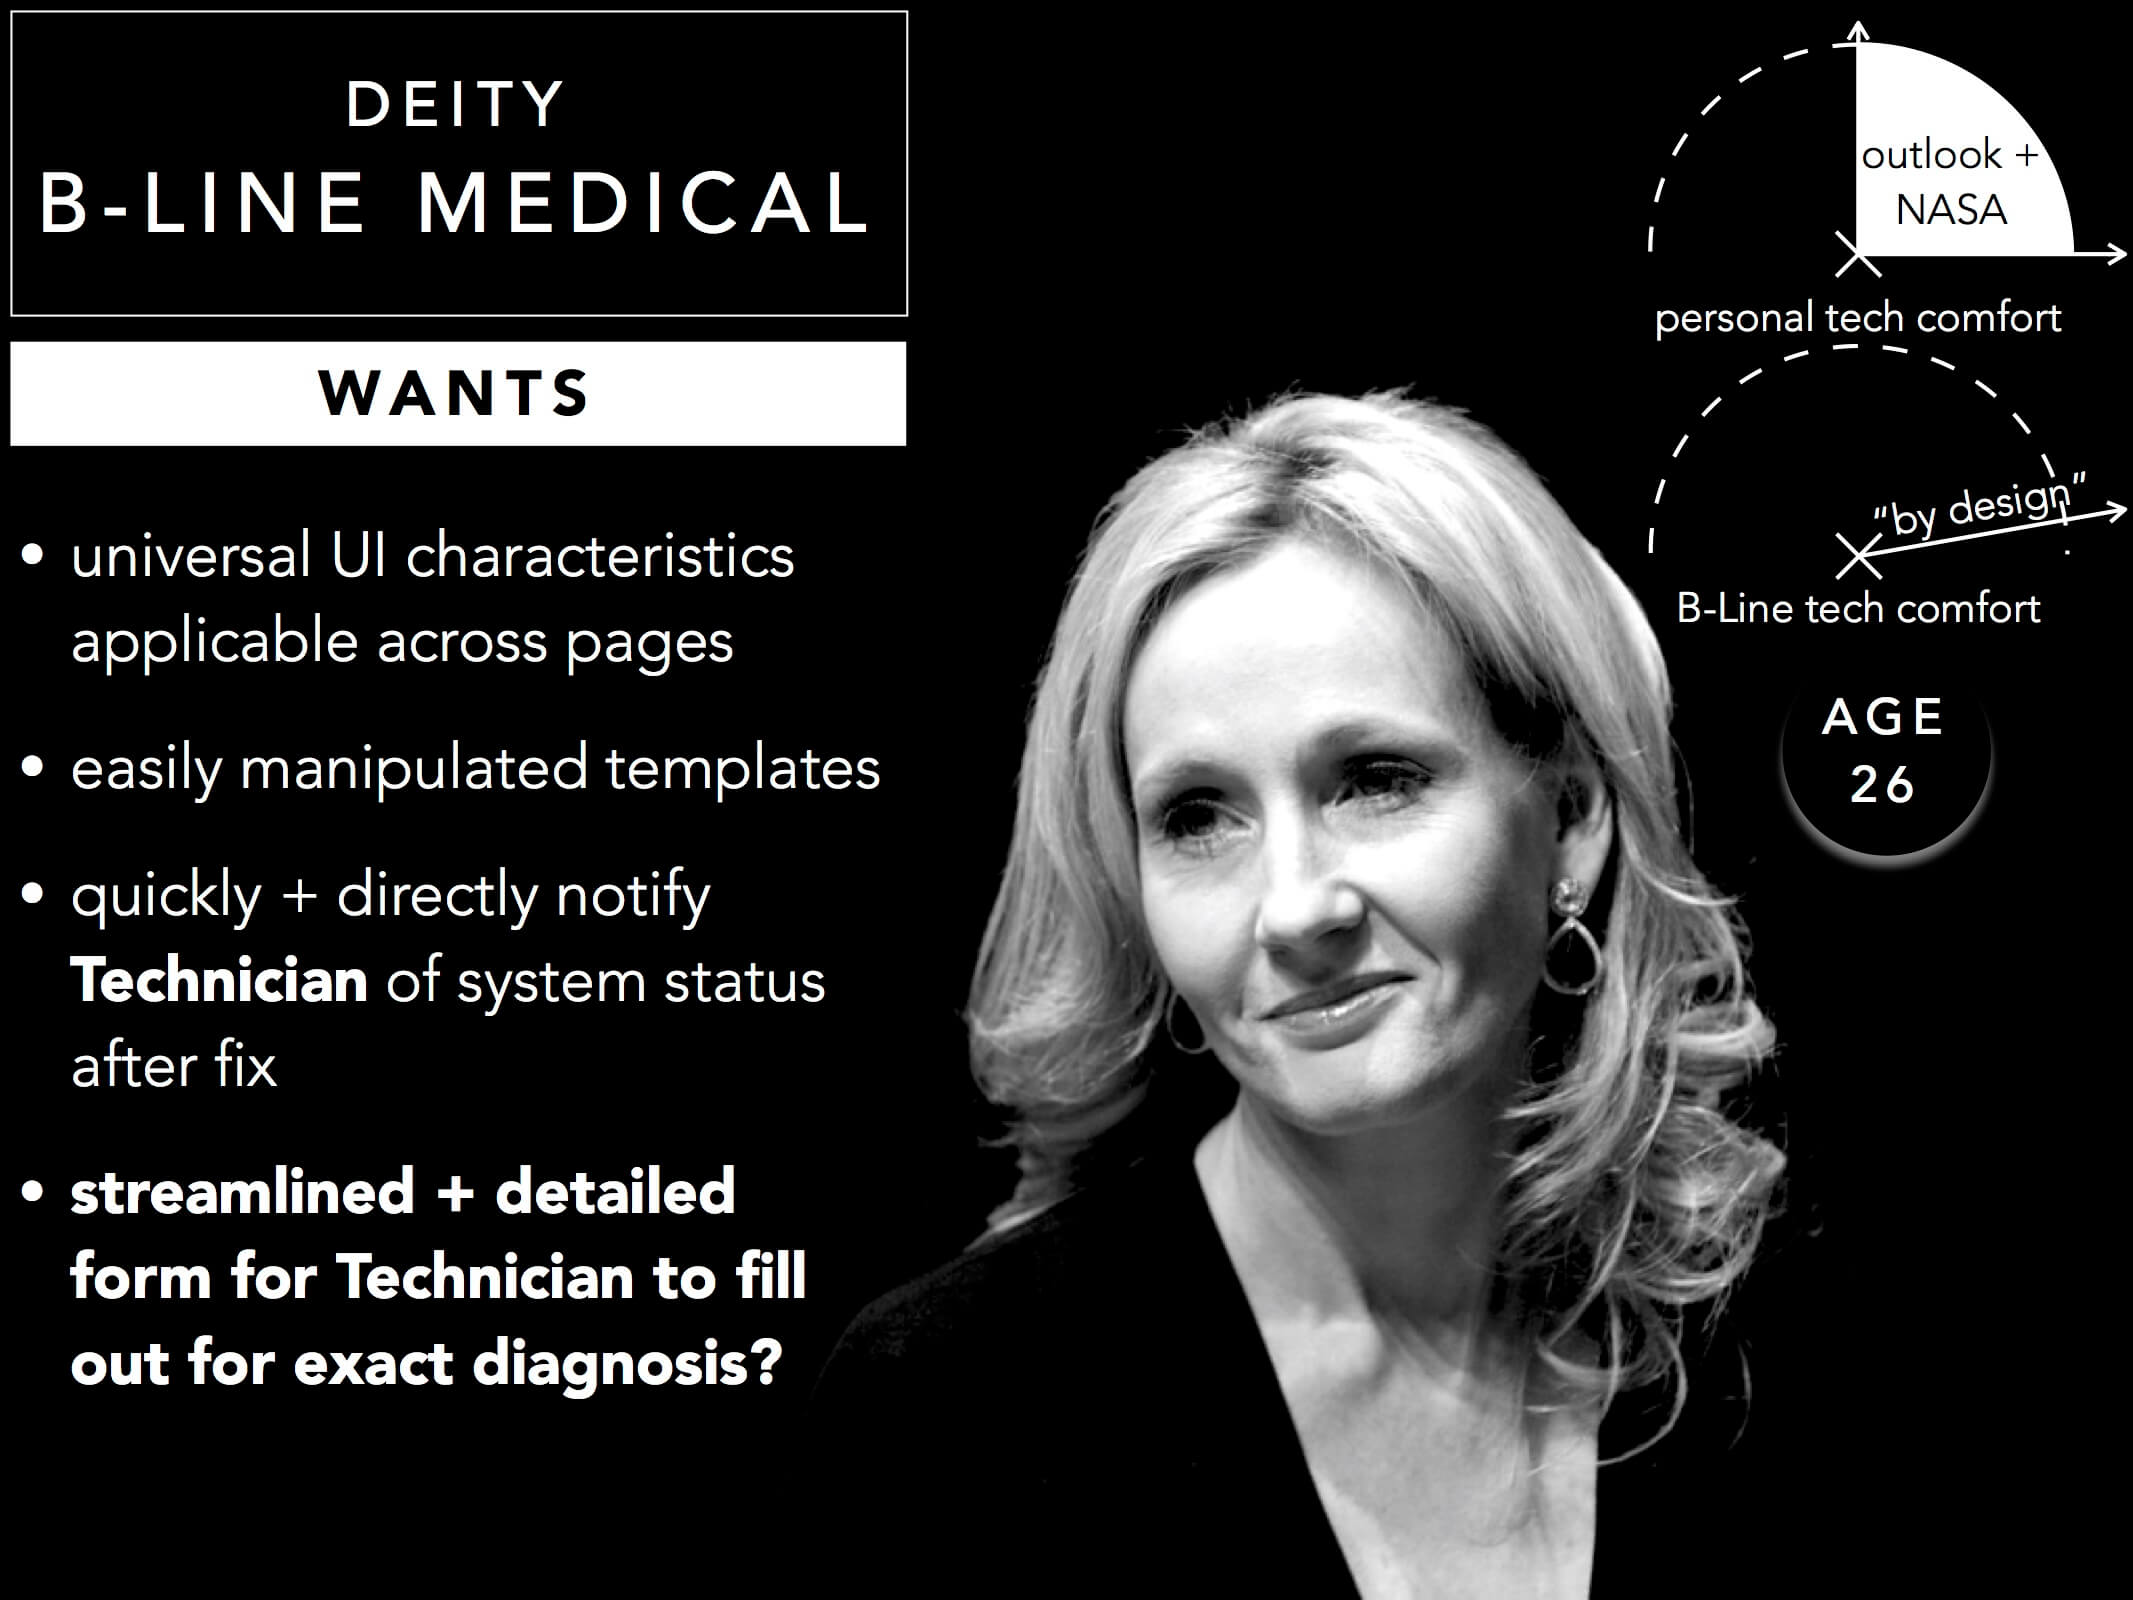 DEITY
B-LINE MEDICAL
WANTS
• universal UI characteristics
applicable across pages
• easily manipulated templates
• quickly + directly notify
Technician of system status
after fix
• streamlined + detailed
form for Technician to fill
out for exact diagnosis?
outlook +
NASA
personal tech comfort
“by design”
B-Line tech comfort
AGE
26